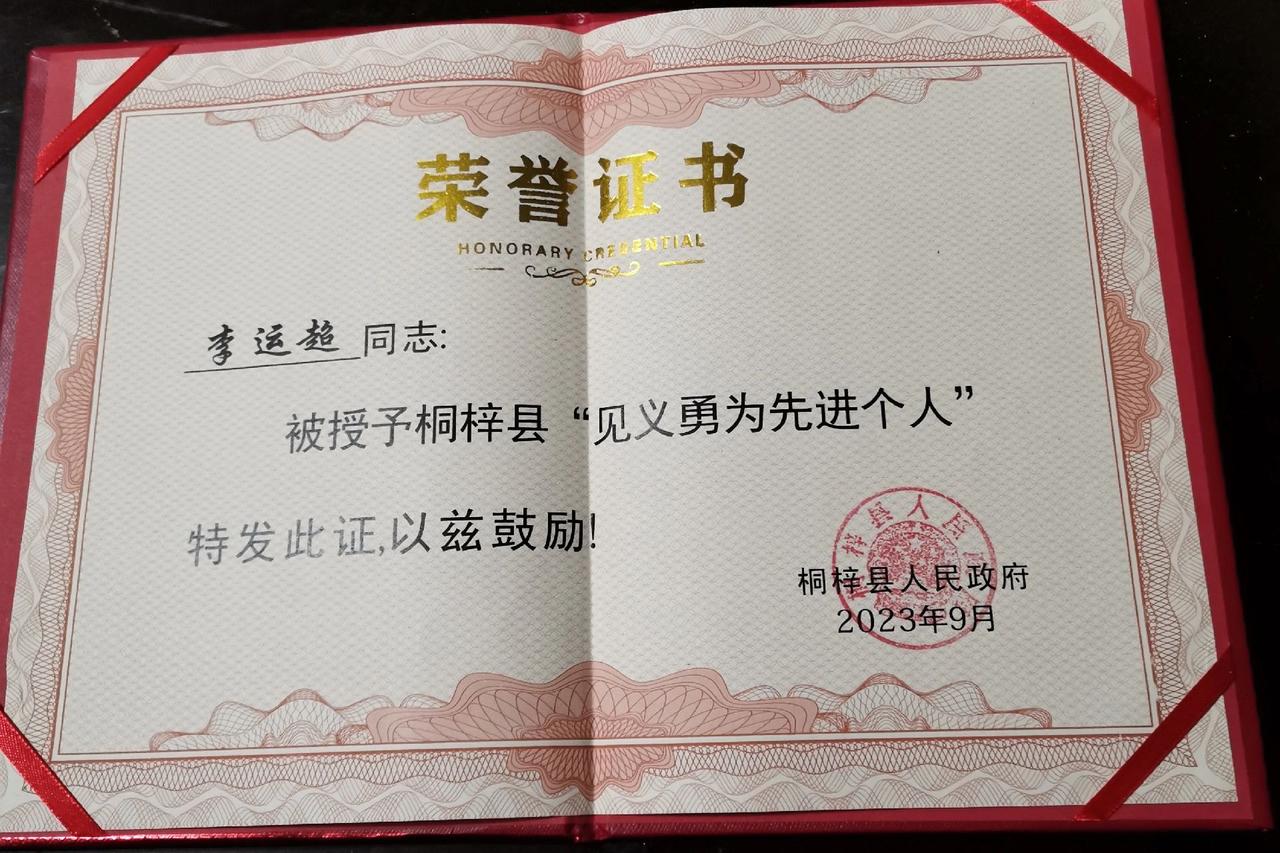 荣誉证书
HONORARY CREDENTIAL
李运超同志:
被授予桐梓县“见义勇为先进个人”
特发此证,以兹鼓励!
桐梓县人民政府
2023年9月